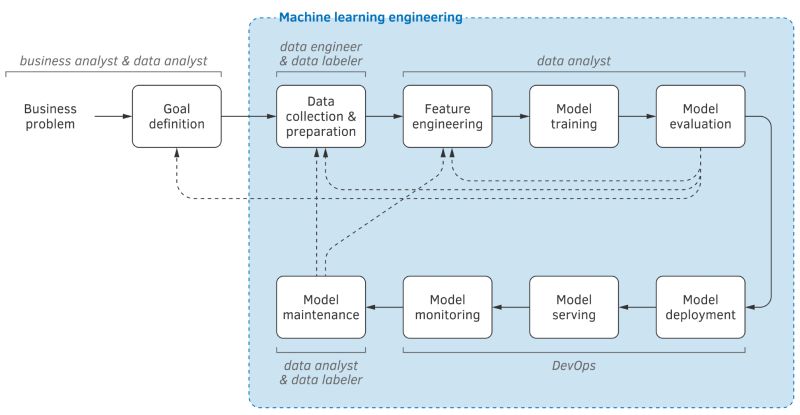 Machine learning engineering
business analyst & data analyst
data engineer
& data labeler
data analyst
Business
problem
Goal
definition
Data
collection &
preparation
Feature
engineering
Model
training
Model
evaluation
Model
maintenance
Model
monitoring
Model
serving
Model
deployment
data analyst
& data labeler
DevOps